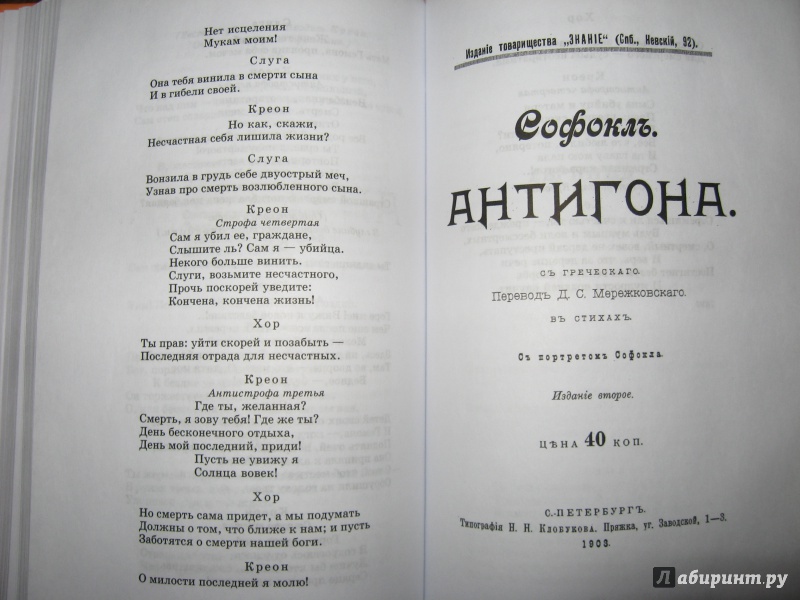 Нет исцеления
Мукам моим!
Слуга
Она тебя винила в смерти сына
И в гибели своей.
Креон
Но как, скажи,
Несчастная себя лишила жизни?
Слуга
Вонзила в грудь себе двуострый меч,
Узнав про смерть возлюбленного сына.
Креон
Строфа четвертая
Сам я убил ее, граждане,
Слышите ль? Сам я — убийца.
Некого больше винить.
Слуги, возьмите несчастного,
Прочь поскорей уведите:
Кончена, кончена жизнь!
Хор
Ты прав: уйти скорей и позабыть —
Последняя отрада для несчастных.
Креон
Антистрофа третья
Где ты, желанная?
Смерть, я зову тебя! Где же ты?
День бесконечного отдыха,
День мой последний, приди!
Пусть не увижу я
Солнца вовек!
Хор
Но смерть сама придет, а мы подумать
Должны о том, что ближе к нам; и пусть
Заботятся о смерти нашей боги.
Креон
О милости последней я молю!
Изданіе товарищества „ЗНАНІЕ“ (Спб., Невскій, 92).
Софоклъ.
АНТИГОНА.
СЪ ГРЕЧЕСКАГО.
Переводъ Д. С. Мережковскаго.
ВЪ СТИХАХЪ.
Съ портретомъ Софокла.
Изданіе второе.
ЦѢНА 40 КОП.
С.-ПЕТЕРБУРГЪ.
Типографія Н. Н. Клобукова. Пряжка, уг. Заводской, 1—3.
1903.
Лабиринт.ру